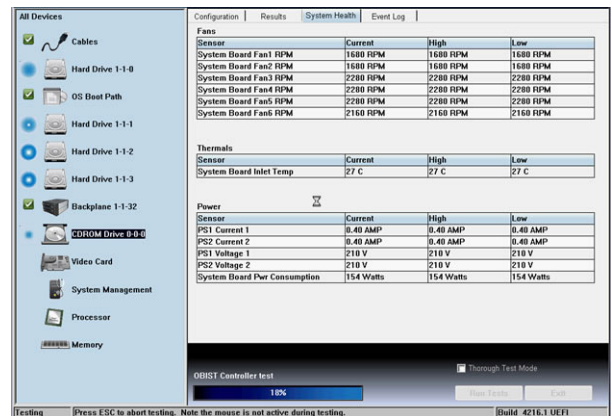 All Devices
Cables
Hard Drive 1-1-0
OS Boot Path
Hard Drive 1-1-1
Hard Drive 1-1-2
Hard Drive 1-1-3
Backplane 1-1-32
CDROM Drive 0-0-0
Video Card
System Management
Processor
Memory
Configuration Results System Health Event Log
Fans
Sensor Current High Low
System Board Fan1 RPM 1680 RPM 1680 RPM 1680 RPM
System Board Fan2 RPM 1680 RPM 1680 RPM 1680 RPM
System Board Fan3 RPM 2280 RPM 2280 RPM 2280 RPM
System Board Fan4 RPM 2280 RPM 2280 RPM 2280 RPM
System Board Fan5 RPM 2280 RPM 2280 RPM 2280 RPM
System Board Fan6 RPM 2160 RPM 2160 RPM 2160 RPM
Thermals
Sensor Current High Low
System Board Inlet Temp 27 C 27 C 27 C
Power
Sensor Current High Low
PS1 Current 1 0.40 AMP 0.40 AMP 0.40 AMP
PS2 Current 2 0.40 AMP 0.40 AMP 0.40 AMP
PS1 Voltage 1 210 V 210 V 210 V
PS2 Voltage 2 210 V 210 V 210 V
System Board Pwr Consumption 154 Watts 154 Watts 154 Watts
OBIST Controller test
Thorough Test Mode
18%
Run Tests Exit
Testing Press ESC to abort testing. Note the mouse is not active during testing. Build 4216.1 UEFI